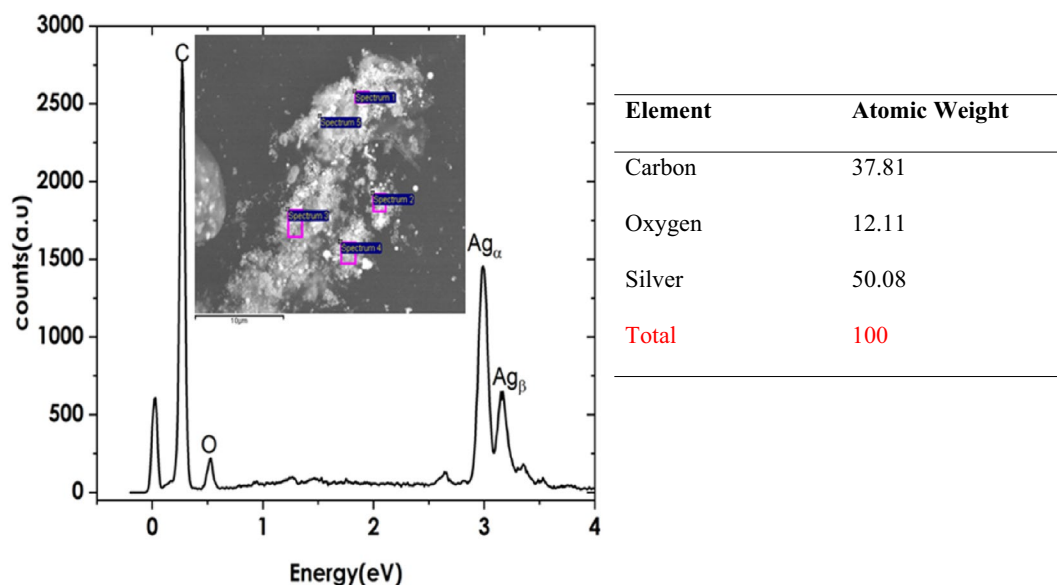 3000
2500
2000
1500
1000
500
0
counts(a.u)
C
O
Agα
Agβ
Spectrum 1
Spectrum 5
Spectrum 2
Spectrum 3
Spectrum 4
10μm
0 1 2 3 4
Energy(eV)
Element Atomic Weight
Carbon 37.81
Oxygen 12.11
Silver 50.08
Total 100